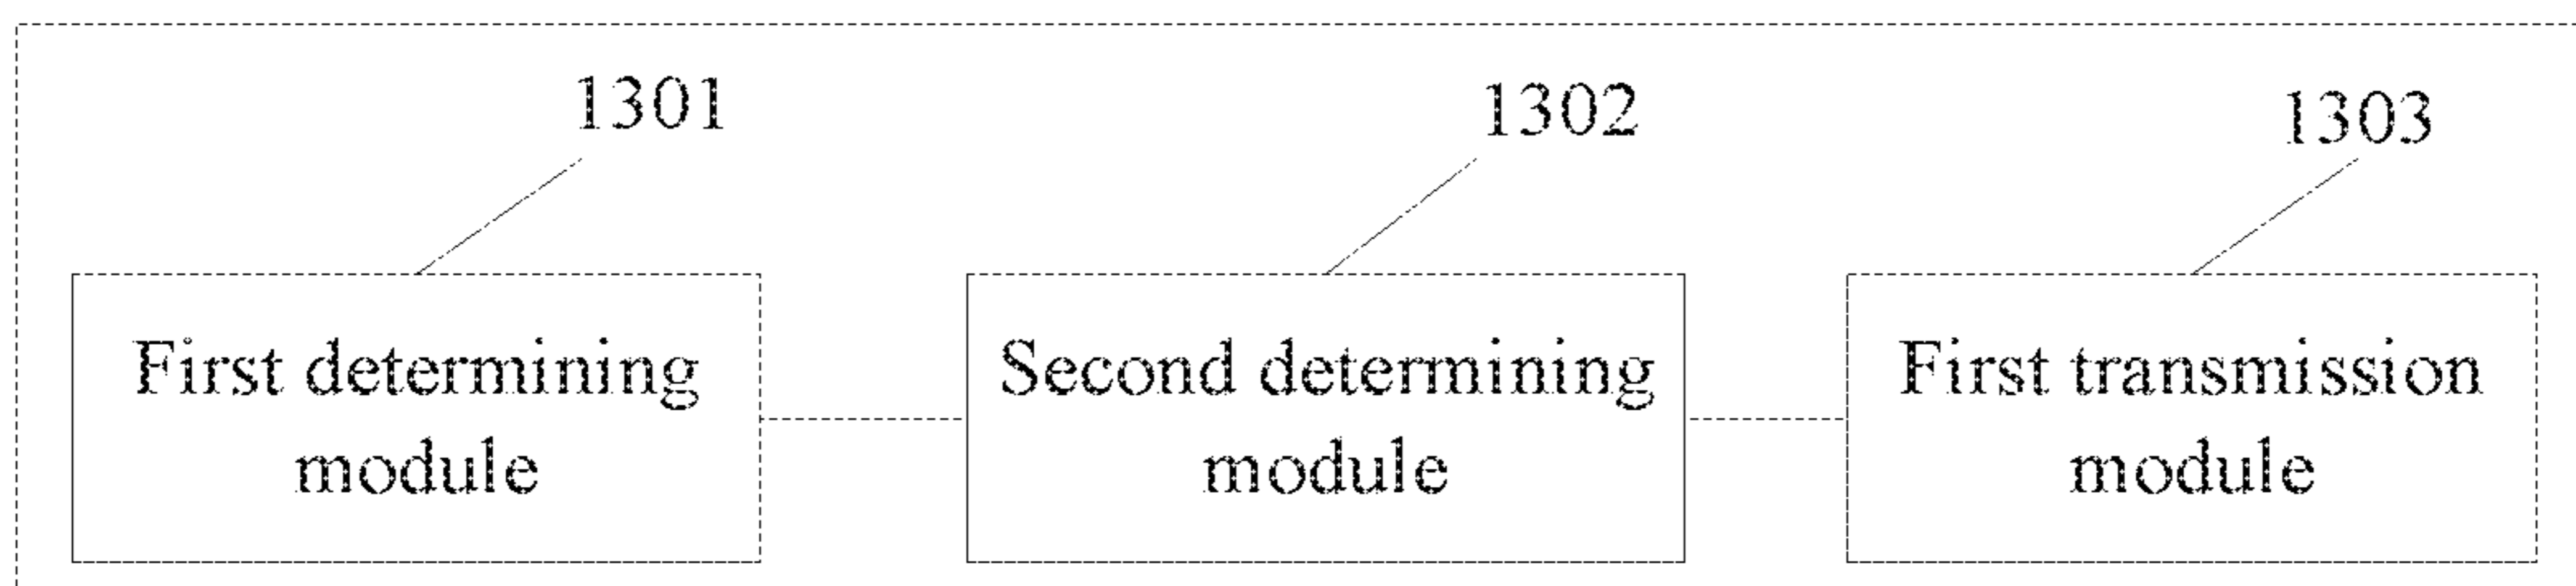 1301
1302
1303
First determining
module
Second determining
module
First transmission
module